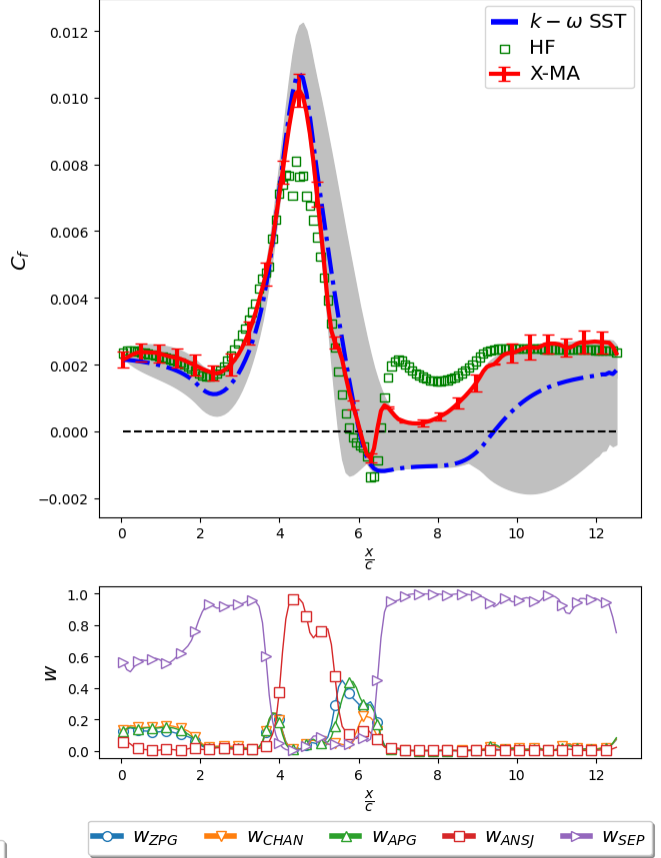 k − ω SST
HF
X-MA
0.012
0.010
0.008
0.006
0.004
0.002
0.000
−0.002
C_f
0 2 4 6 8 10 12
x/c
1.0
0.8
0.6
0.4
0.2
0.0
w
0 2 4 6 8 10 12
x/c
w_ZPG w_CHAN w_APG w_ANSJ w_SEP